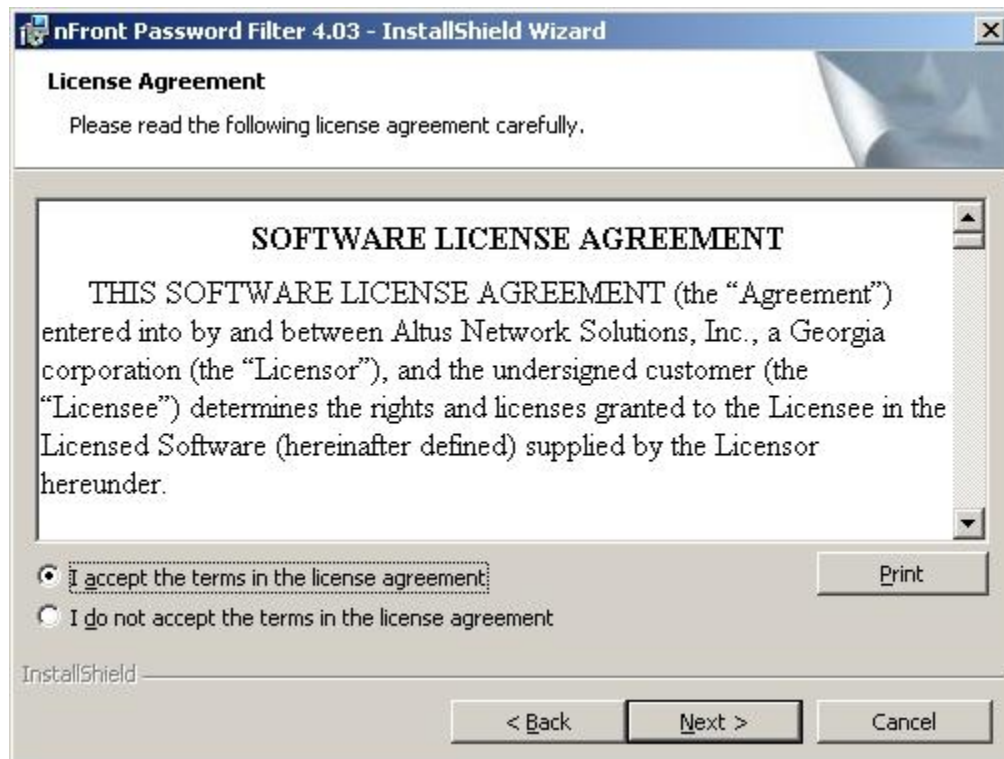 nFront Password Filter 4.03 - InstallShield Wizard
License Agreement
Please read the following license agreement carefully.
SOFTWARE LICENSE AGREEMENT
THIS SOFTWARE LICENSE AGREEMENT (the “Agreement”)
entered into by and between Altus Network Solutions, Inc., a Georgia
corporation (the “Licensor”), and the undersigned customer (the
“Licensee”) determines the rights and licenses granted to the Licensee in the
Licensed Software (hereinafter defined) supplied by the Licensor
hereunder.
I accept the terms in the license agreement
Print
I do not accept the terms in the license agreement
InstallShield
< Back
Next >
Cancel